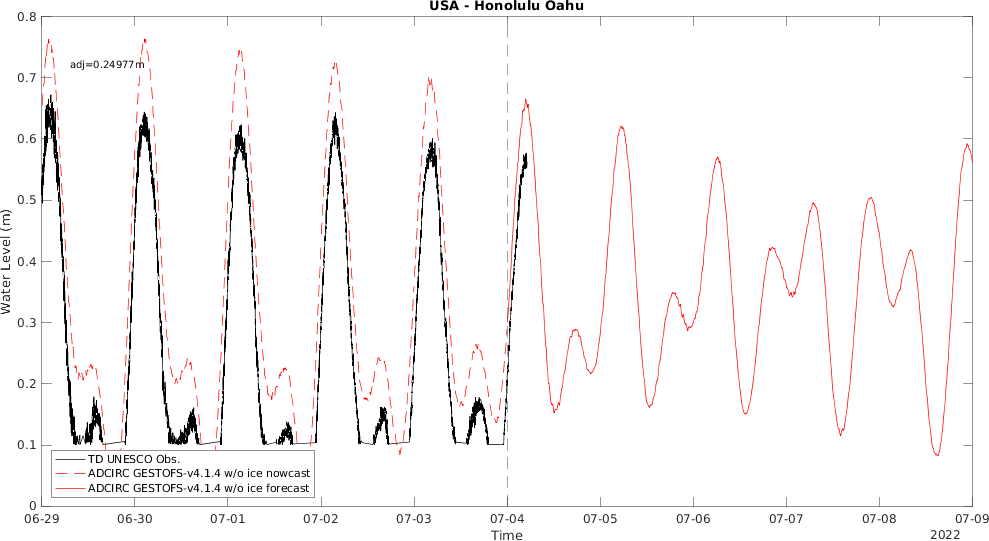 USA - Honolulu Oahu
0.8
0.7
0.6
0.5
0.4
0.3
0.2
0.1
0
Water Level (m)
adj=0.24977m
TD UNESCO Obs.
ADCIRC GESTOFS-v4.1.4 w/o ice nowcast
ADCIRC GESTOFS-v4.1.4 w/o ice forecast
06-29 06-30 07-01 07-02 07-03 07-04 07-05 07-06 07-07 07-08 07-09
Time
2022